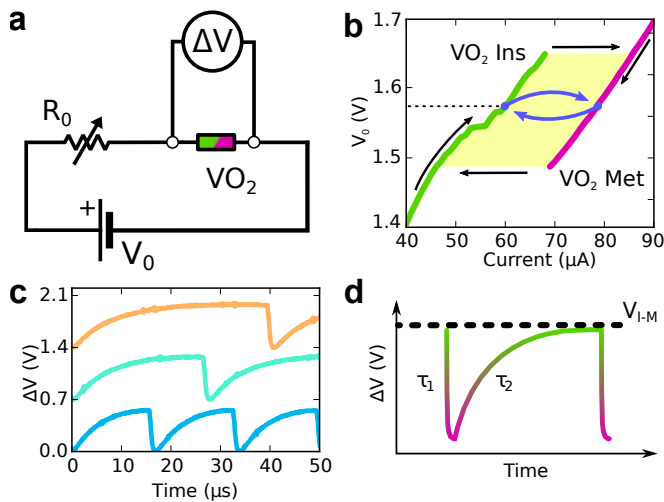 a
ΔV
R₀
VO₂
+
V₀
b
VO₂ Ins
VO₂ Met
V₀ (V)
1.7
1.6
1.5
1.4
40 50 60 70 80 90
Current (μA)
c
ΔV (V)
2.1
1.4
0.7
0.0
0 10 20 30 40 50
Time (μs)
d
V_I-M
ΔV (V)
τ₁ τ₂
Time